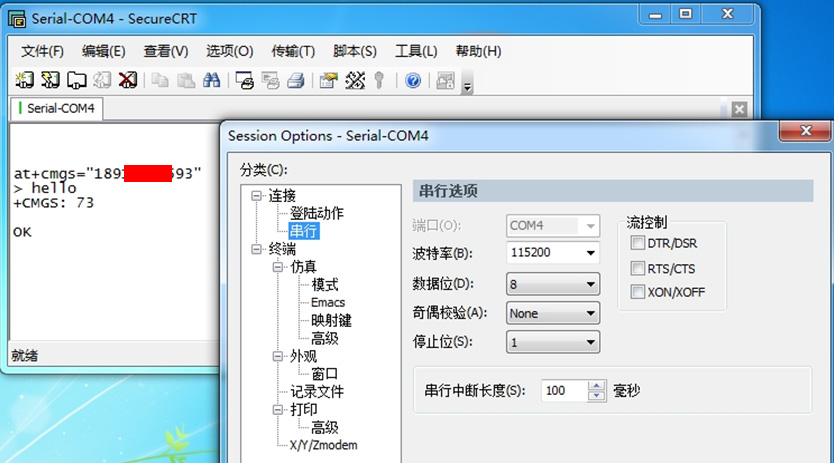 Serial-COM4 - SecureCRT
文件(F) 编辑(E) 查看(V) 选项(O) 传输(T) 脚本(S) 工具(L) 帮助(H)
Serial-COM4
at+cmgs="189 593"
> hello
+CMGS: 73
OK
就绪
Session Options - Serial-COM4
分类(C):
连接
登陆动作
串行
终端
仿真
模式
Emacs
映射键
高级
外观
窗口
记录文件
打印
高级
X/Y/Zmodem
串行选项
端口(O): COM4
波特率(B): 115200
数据位(D): 8
奇偶校验(A): None
停止位(S): 1
流控制
DTR/DSR
RTS/CTS
XON/XOFF
串行中断长度(S): 100 毫秒